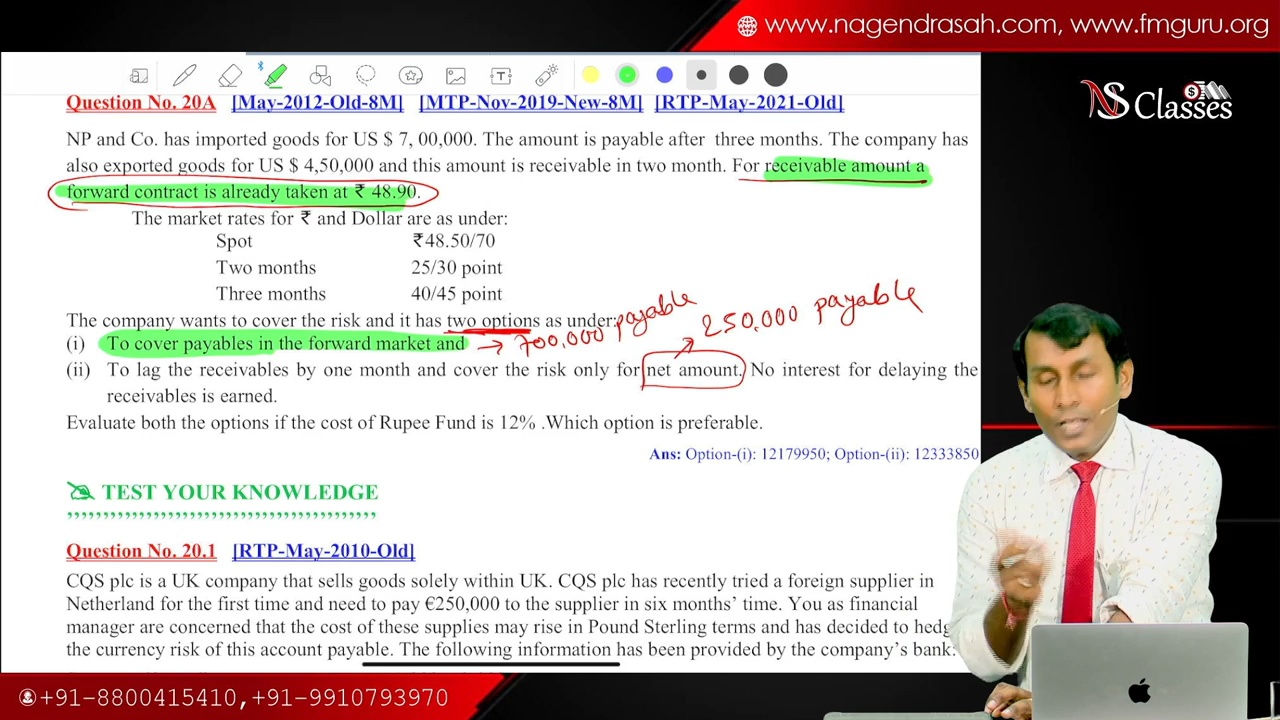 www.nagendrasah.com, www.fmguru.org
NS Classes
Question No. 20A [May-2012-Old-8M] [MTP-Nov-2019-New-8M] [RTP-May-2021-Old]
NP and Co. has imported goods for US $ 7, 00,000. The amount is payable after three months. The company has
also exported goods for US $ 4,50,000 and this amount is receivable in two month. For receivable amount a
forward contract is already taken at ₹ 48.90.
The market rates for ₹ and Dollar are as under:
Spot ₹48.50/70
Two months 25/30 point
Three months 40/45 point
The company wants to cover the risk and it has two options as under:
(i) To cover payables in the forward market and → 700,000 payable
250,000 payable
(ii) To lag the receivables by one month and cover the risk only for net amount. No interest for delaying the
receivables is earned.
Evaluate both the options if the cost of Rupee Fund is 12% .Which option is preferable.
Ans: Option-(i): 12179950; Option-(ii): 12333850
TEST YOUR KNOWLEDGE
Question No. 20.1 [RTP-May-2010-Old]
CQS plc is a UK company that sells goods solely within UK. CQS plc has recently tried a foreign supplier in
Netherland for the first time and need to pay €250,000 to the supplier in six months’ time. You as financial
manager are concerned that the cost of these supplies may rise in Pound Sterling terms and has decided to hedg
the currency risk of this account payable. The following information has been provided by the company’s bank:
+91-8800415410,+91-9910793970